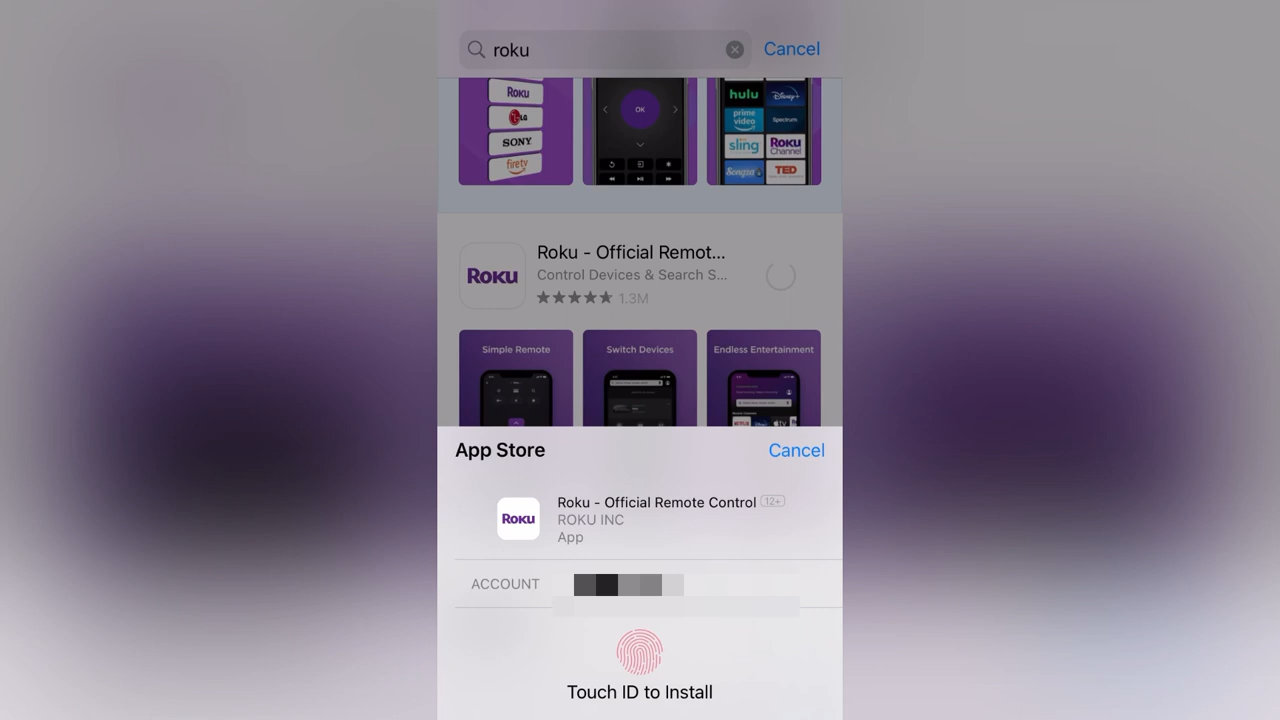 roku
Cancel
Roku
LG
SONY
firetv
OK
hulu
Disney+
prime video
Spectrum
sling
Roku Channel
Songza
TED
Roku - Official Remot...
Control Devices & Search S...
1.3M
Roku
Simple Remote
Switch Devices
Endless Entertainment
App Store
Cancel
Roku
Roku - Official Remote Control 12+
ROKU INC
App
ACCOUNT
Touch ID to Install